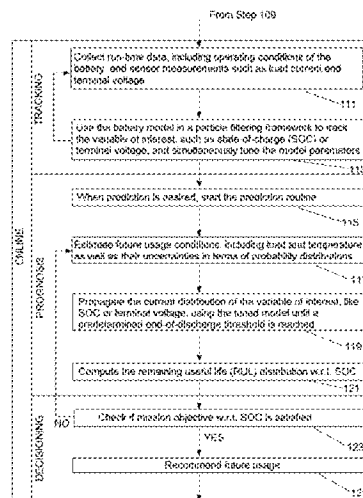 From Step 109
Collect run-time data, including operating conditions of the
battery and sensor measurements such as load current and
terminal voltage
111
Use the battery model in a particle filtering framework to track
the variable of interest, such as state-of-charge (SOC) or
terminal voltage, and simultaneously tune the model parameters
113
TRACKING
When prediction is desired, start the prediction routine
115
Estimate future usage conditions, including load and temperature
as well as their uncertainties in terms of probability distributions
Propagate the current distribution of the variable of interest, like
SOC or terminal voltage, using the tuned model until a
predetermined end-of-discharge threshold is reached
119
Compute the remaining useful life (RUL) distribution w.r.t. SOC
121
PROGNOSIS
ONLINE
Check if mission objective w.r.t. SOC is satisfied
123
NO
YES
Recommend future usage
DECISIONING